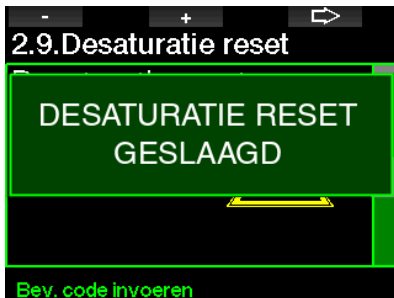 - +
2.9.Desaturatie reset
DESATURATIE RESET
GESLAAGD
Bev. code invoeren